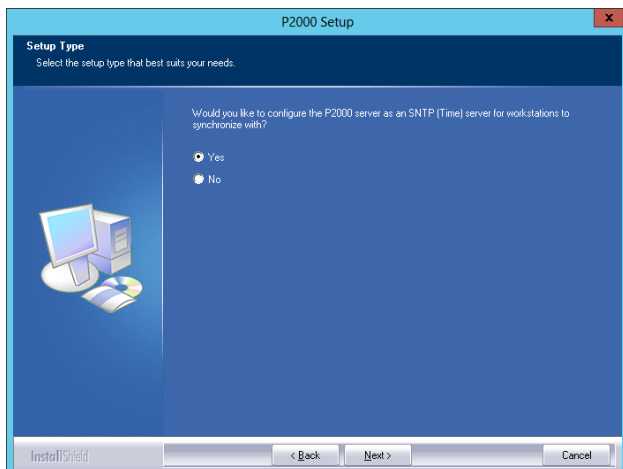 P2000 Setup
x
Setup Type
Select the setup type that best suits your needs.
Would you like to configure the P2000 server as an SNTP (Time) server for workstations to
synchronize with?
Yes
No
InstallShield
< Back
Next >
Cancel